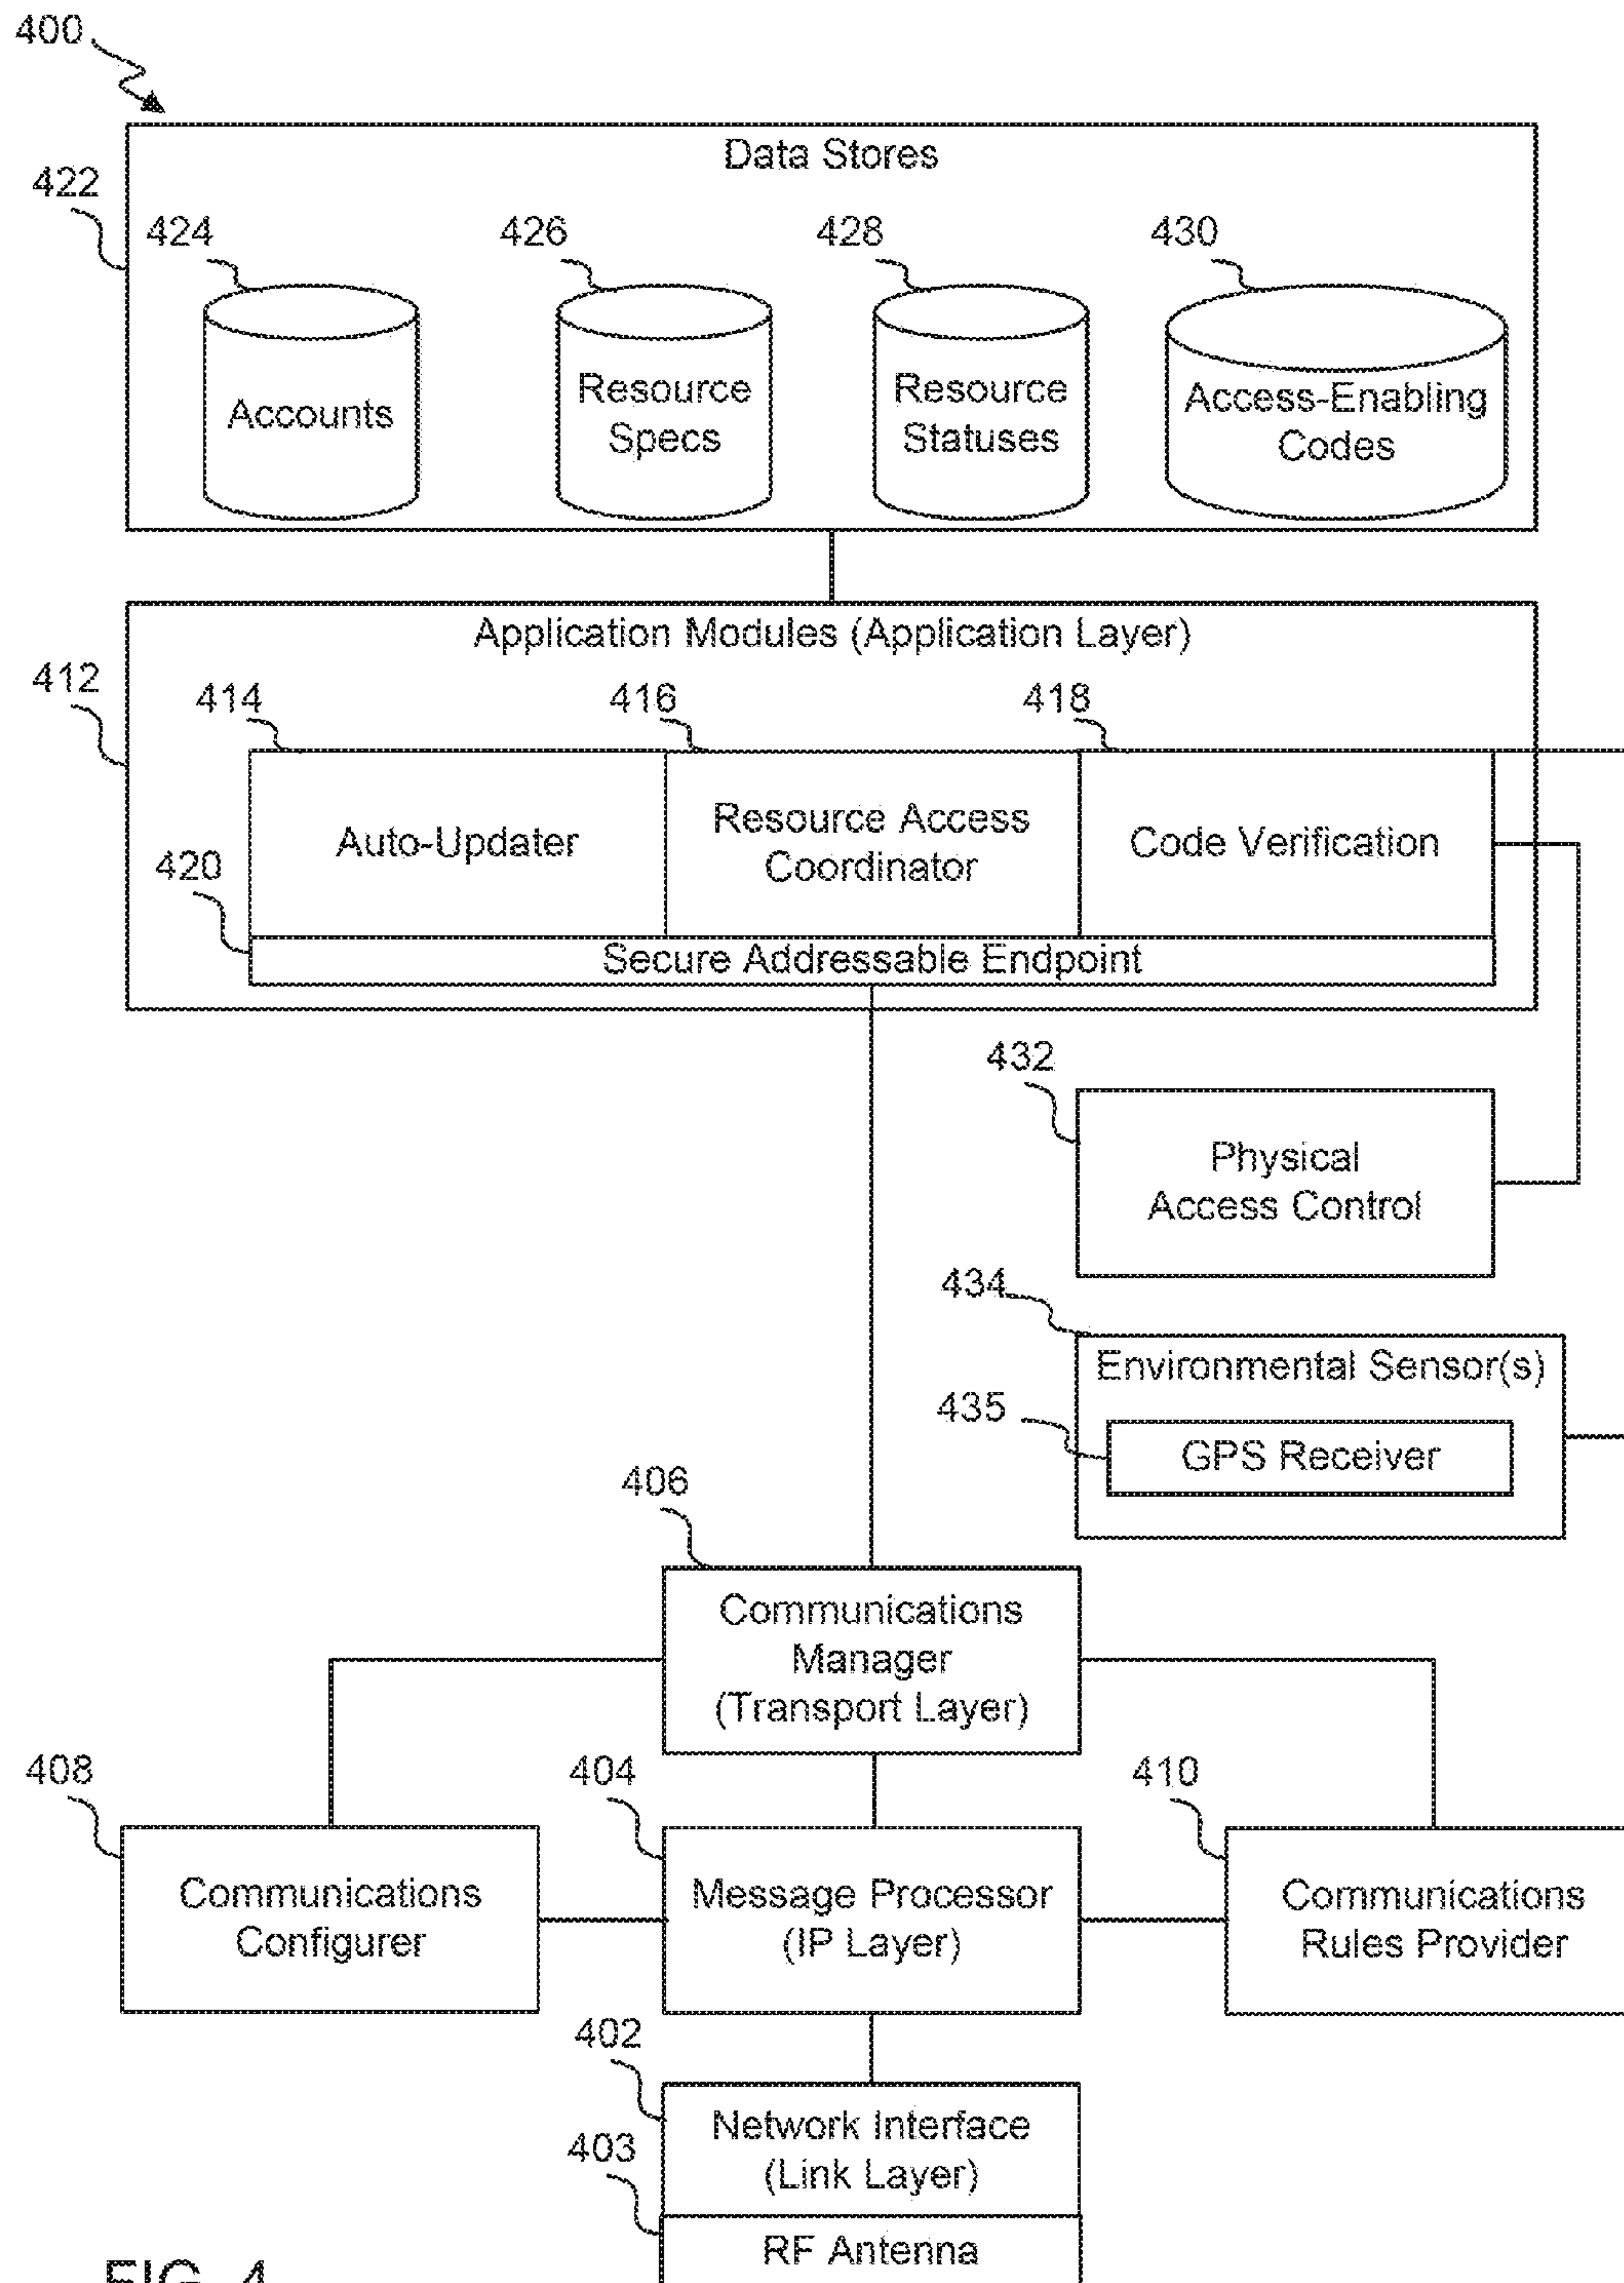 400
Data Stores
422
424
426
428
430
Accounts
Resource
Specs
Resource
Statuses
Access-Enabling
Codes
Application Modules (Application Layer)
412
414
416
418
Auto-Updater
Resource Access
Coordinator
Code Verification
420
Secure Addressable Endpoint
432
Physical
Access Control
434
Environmental Sensor(s)
435
GPS Receiver
406
Communications
Manager
(Transport Layer)
408
404
410
Communications
Configurer
Message Processor
(IP Layer)
Communications
Rules Provider
402
Network Interface
(Link Layer)
403
RF Antenna
FIG. 4